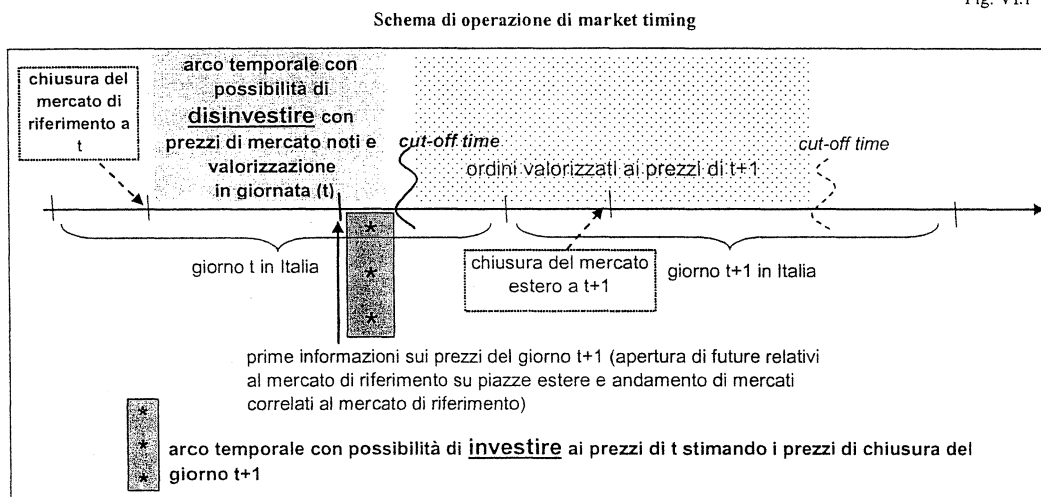 Schema di operazione di market timing
chiusura del
mercato di
riferimento a
t
arco temporale con
possibilità di
disinvestire con
prezzi di mercato noti e
valorizzazione
in giornata (t)
cut-off time
ordini valorizzati ai prezzi di t+1
cut-off time
giorno t in Italia
chiusura del mercato
estero a t+1
giorno t+1 in Italia
prime informazioni sui prezzi del giorno t+1 (apertura di future relativi
al mercato di riferimento su piazze estere e andamento di mercati
correlati al mercato di riferimento)
arco temporale con possibilità di investire ai prezzi di t stimando i prezzi di chiusura del
giorno t+1